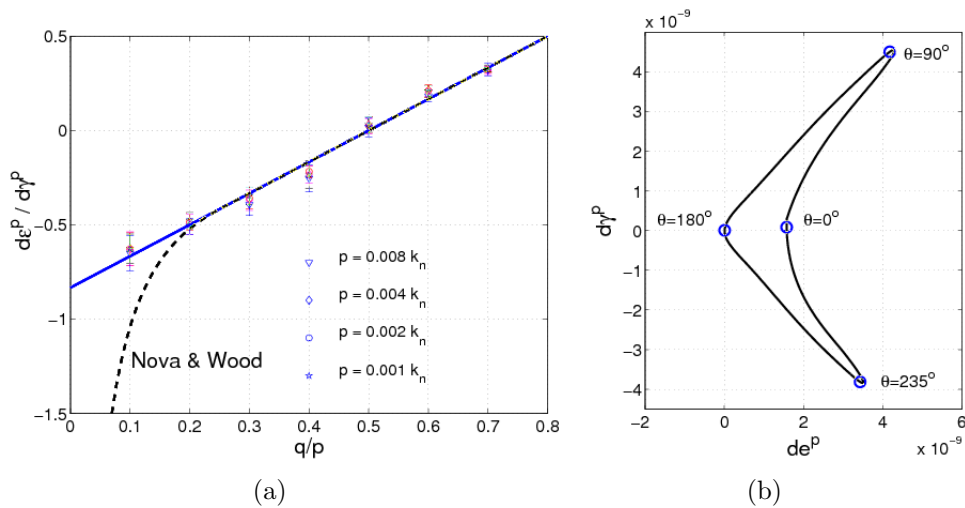 0.5
0
−0.5
−1
−1.5
0 0.1 0.2 0.3 0.4 0.5 0.6 0.7 0.8
dε^p / dγ^p
q/p
p = 0.008 k_n
p = 0.004 k_n
p = 0.002 k_n
p = 0.001 k_n
Nova & Wood
(a)
x 10^−9
4
3
2
1
0
−1
−2
−3
−4
−2 0 2 4 6
dγ^p
de^p
x 10^−9
θ=90^o
θ=180^o
θ=0^o
θ=235^o
(b)